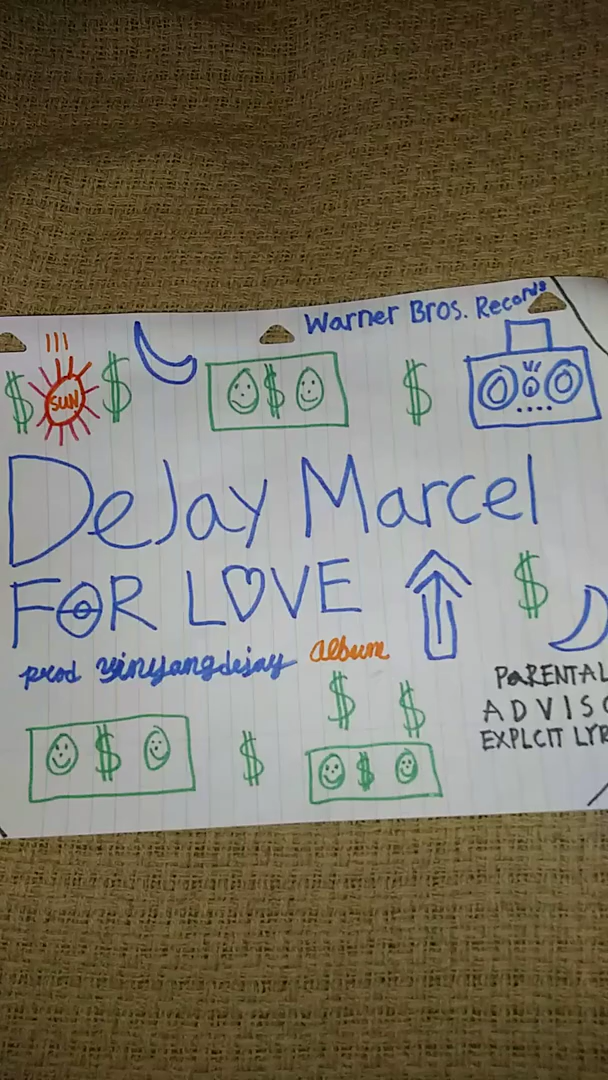 Warner Bros. Records
$ SUN $ $ $
DeJay Marcel
FOR LOVE $
prod yinyangdejay album
$ $
PARENTAL
ADVISO
EXPLCIT LYR
$ $ $